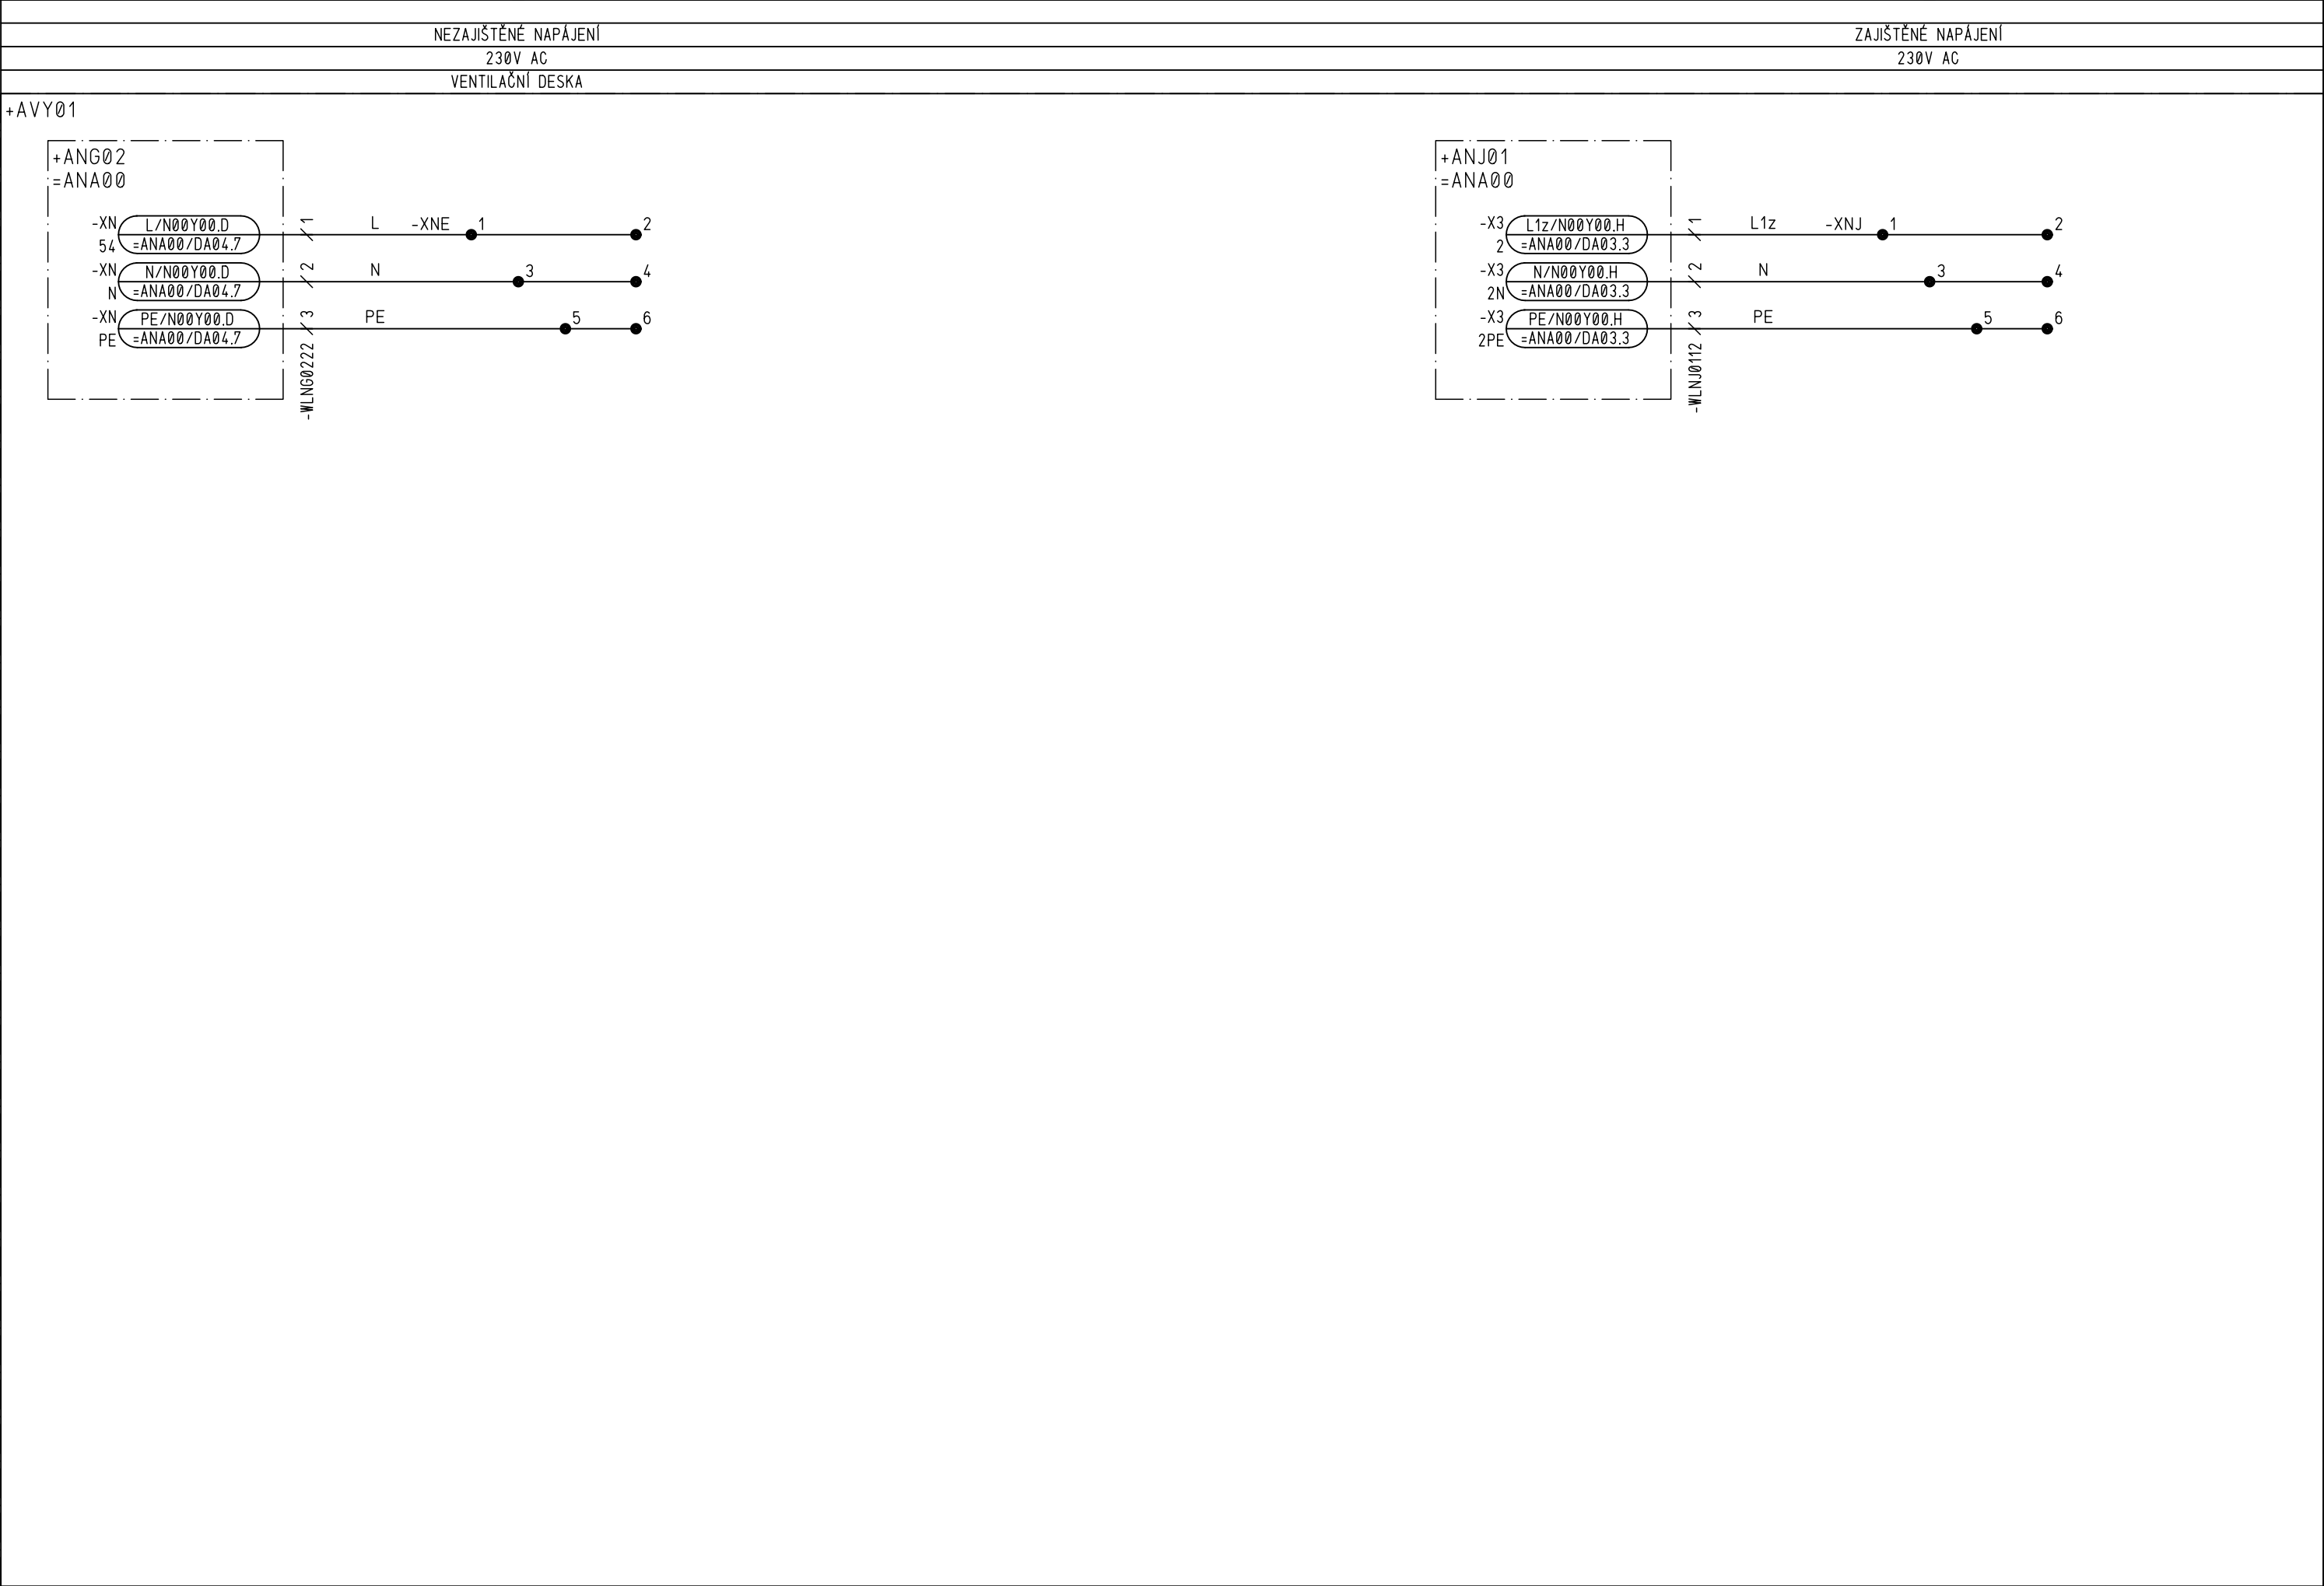 NEZAJIŠTĚNÉ NAPÁJENÍ
ZAJIŠTĚNÉ NAPÁJENÍ
230V AC
230V AC
VENTILAČNÍ DESKA
+AVY01
+ANG02
=ANA00
-XN
54
L/N00Y00.D
=ANA00/DA04.7
1
L
-XNE
1
2
-XN
N
N/N00Y00.D
=ANA00/DA04.7
2
N
3
4
-XN
PE
PE/N00Y00.D
=ANA00/DA04.7
3
PE
5
6
-WLNG0222
+ANJ01
=ANA00
-X3
2
L1z/N00Y00.H
=ANA00/DA03.3
1
L1z
-XNJ
1
2
-X3
2N
N/N00Y00.H
=ANA00/DA03.3
2
N
3
4
-X3
2PE
PE/N00Y00.H
=ANA00/DA03.3
3
PE
5
6
-WLNJ0112